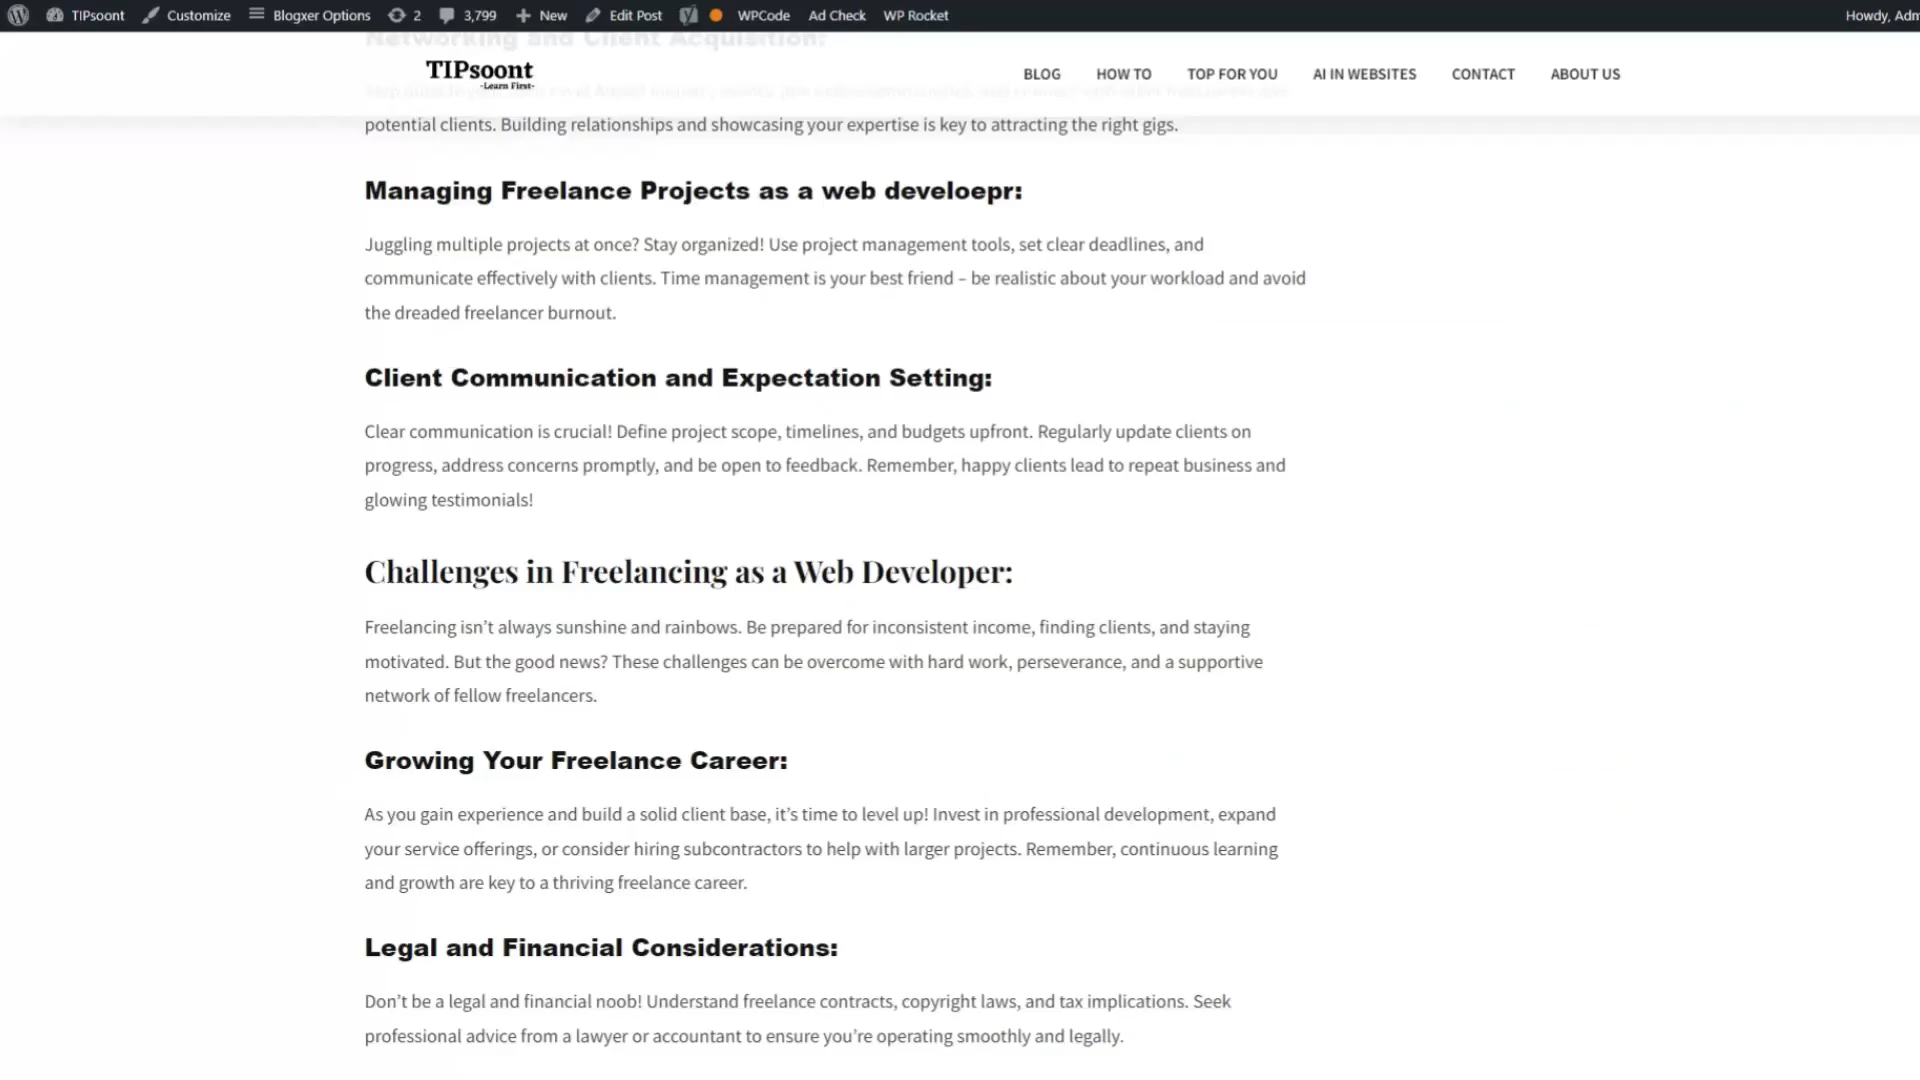 TIPsoont
Customize
Blogxer Options
2
3,799
New
Edit Post
WPCode
Ad Check
WP Rocket
Howdy, Adm
Networking and Client Acquisition:
TIPsoont
-Learn First-
BLOG
HOW TO
TOP FOR YOU
AI IN WEBSITES
CONTACT
ABOUT US
potential clients. Building relationships and showcasing your expertise is key to attracting the right gigs.
Managing Freelance Projects as a web develoepr:
Juggling multiple projects at once? Stay organized! Use project management tools, set clear deadlines, and
communicate effectively with clients. Time management is your best friend – be realistic about your workload and avoid
the dreaded freelancer burnout.
Client Communication and Expectation Setting:
Clear communication is crucial! Define project scope, timelines, and budgets upfront. Regularly update clients on
progress, address concerns promptly, and be open to feedback. Remember, happy clients lead to repeat business and
glowing testimonials!
Challenges in Freelancing as a Web Developer:
Freelancing isn’t always sunshine and rainbows. Be prepared for inconsistent income, finding clients, and staying
motivated. But the good news? These challenges can be overcome with hard work, perseverance, and a supportive
network of fellow freelancers.
Growing Your Freelance Career:
As you gain experience and build a solid client base, it’s time to level up! Invest in professional development, expand
your service offerings, or consider hiring subcontractors to help with larger projects. Remember, continuous learning
and growth are key to a thriving freelance career.
Legal and Financial Considerations:
Don’t be a legal and financial noob! Understand freelance contracts, copyright laws, and tax implications. Seek
professional advice from a lawyer or accountant to ensure you’re operating smoothly and legally.